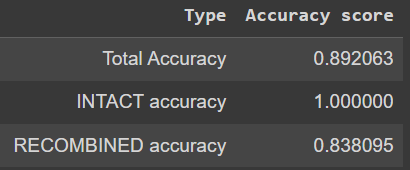 Type Accuracy score
Total Accuracy 0.892063
INTACT accuracy 1.000000
RECOMBINED accuracy 0.838095